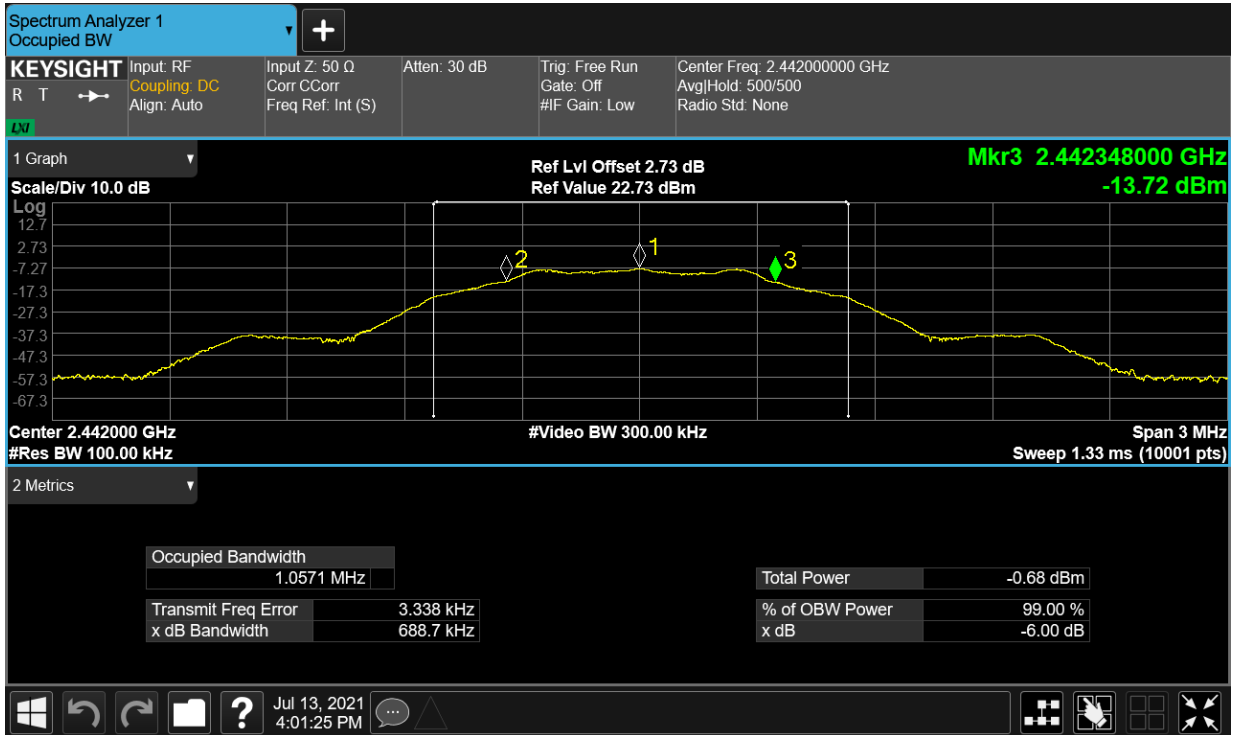 Spectrum Analyzer 1
Occupied BW
+
KEYSIGHT
R T
LXI
Input: RF
Coupling: DC
Align: Auto
Input Z: 50 Ω
Corr CCorr
Freq Ref: Int (S)
Atten: 30 dB
Trig: Free Run
Gate: Off
#IF Gain: Low
Center Freq: 2.442000000 GHz
Avg|Hold: 500/500
Radio Std: None
1 Graph
Scale/Div 10.0 dB
Ref Lvl Offset 2.73 dB
Ref Value 22.73 dBm
Mkr3 2.442348000 GHz
-13.72 dBm
Log
12.7
2.73
-7.27
-17.3
-27.3
-37.3
-47.3
-57.3
-67.3
2
1
3
Center 2.442000 GHz
#Video BW 300.00 kHz
Span 3 MHz
#Res BW 100.00 kHz
Sweep 1.33 ms (10001 pts)
2 Metrics
Occupied Bandwidth
1.0571 MHz
Transmit Freq Error 3.338 kHz
x dB Bandwidth 688.7 kHz
Total Power -0.68 dBm
% of OBW Power 99.00 %
x dB -6.00 dB
?
Jul 13, 2021
4:01:25 PM